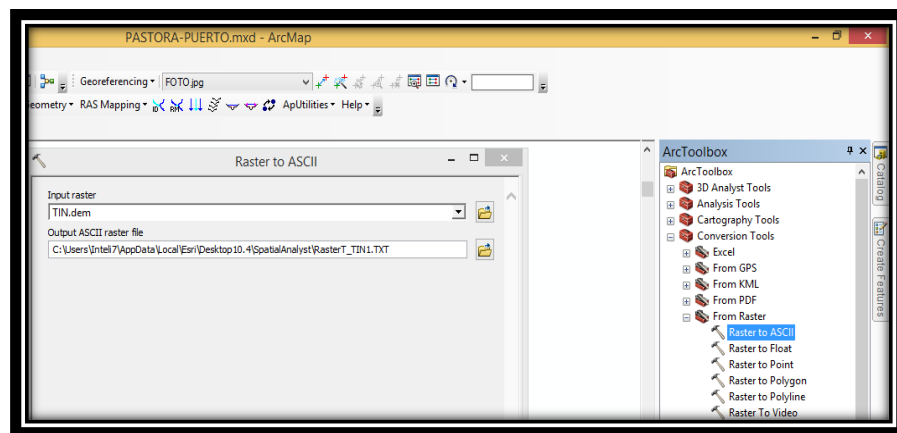 PASTORA-PUERTO.mxd - ArcMap
Georeferencing FOTO.jpg
eometry RAS Mapping ApUtilities Help
Raster to ASCII
Input raster
TIN.dem
Output ASCII raster file
C:\Users\Inteli7\AppData\Local\Esri\Desktop10.4\SpatialAnalyst\RasterT_TIN1.TXT
ArcToolbox
ArcToolbox
3D Analyst Tools
Analysis Tools
Cartography Tools
Conversion Tools
Excel
From GPS
From KML
From PDF
From Raster
Raster to ASCII
Raster to Float
Raster to Point
Raster to Polygon
Raster to Polyline
Raster To Video
Catalog
Create Features